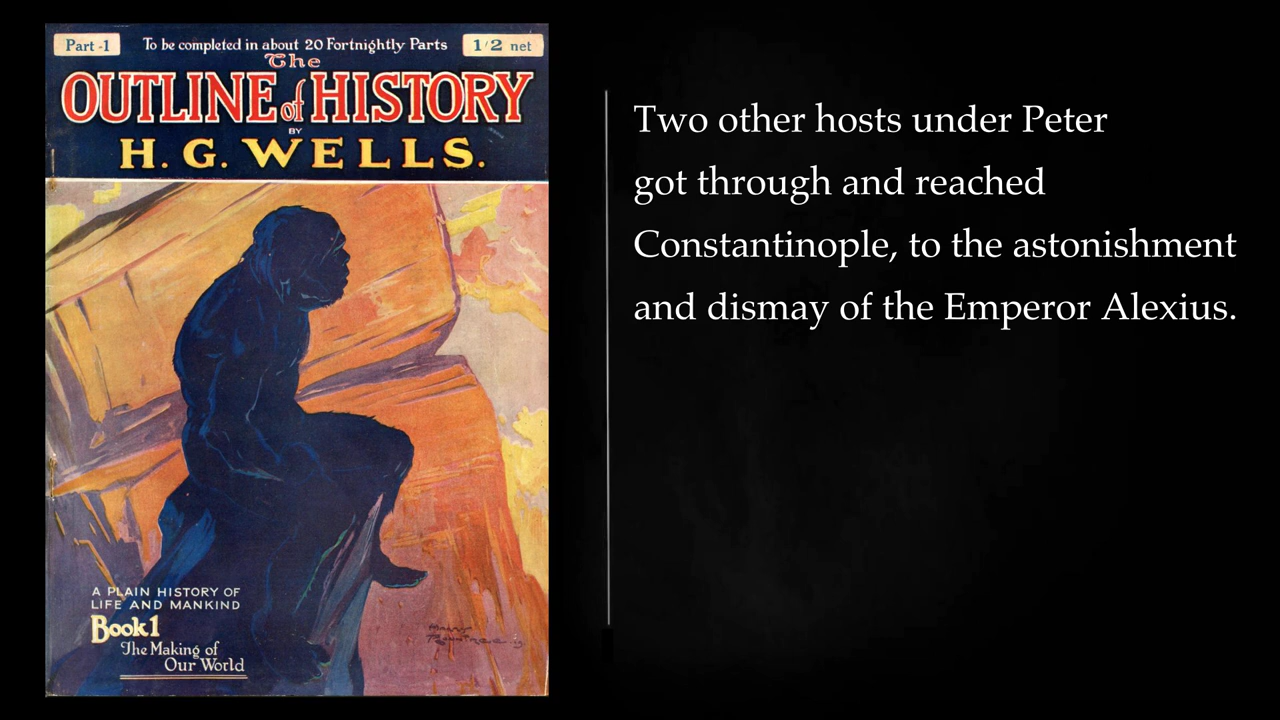 Part -1
To be completed in about 20 Fortnightly Parts
1/2 net
The
OUTLINE of HISTORY
BY
H. G. WELLS.
A PLAIN HISTORY OF
LIFE AND MANKIND
Book 1
The Making of
Our World
Two other hosts under Peter
got through and reached
Constantinople, to the astonishment
and dismay of the Emperor Alexius.